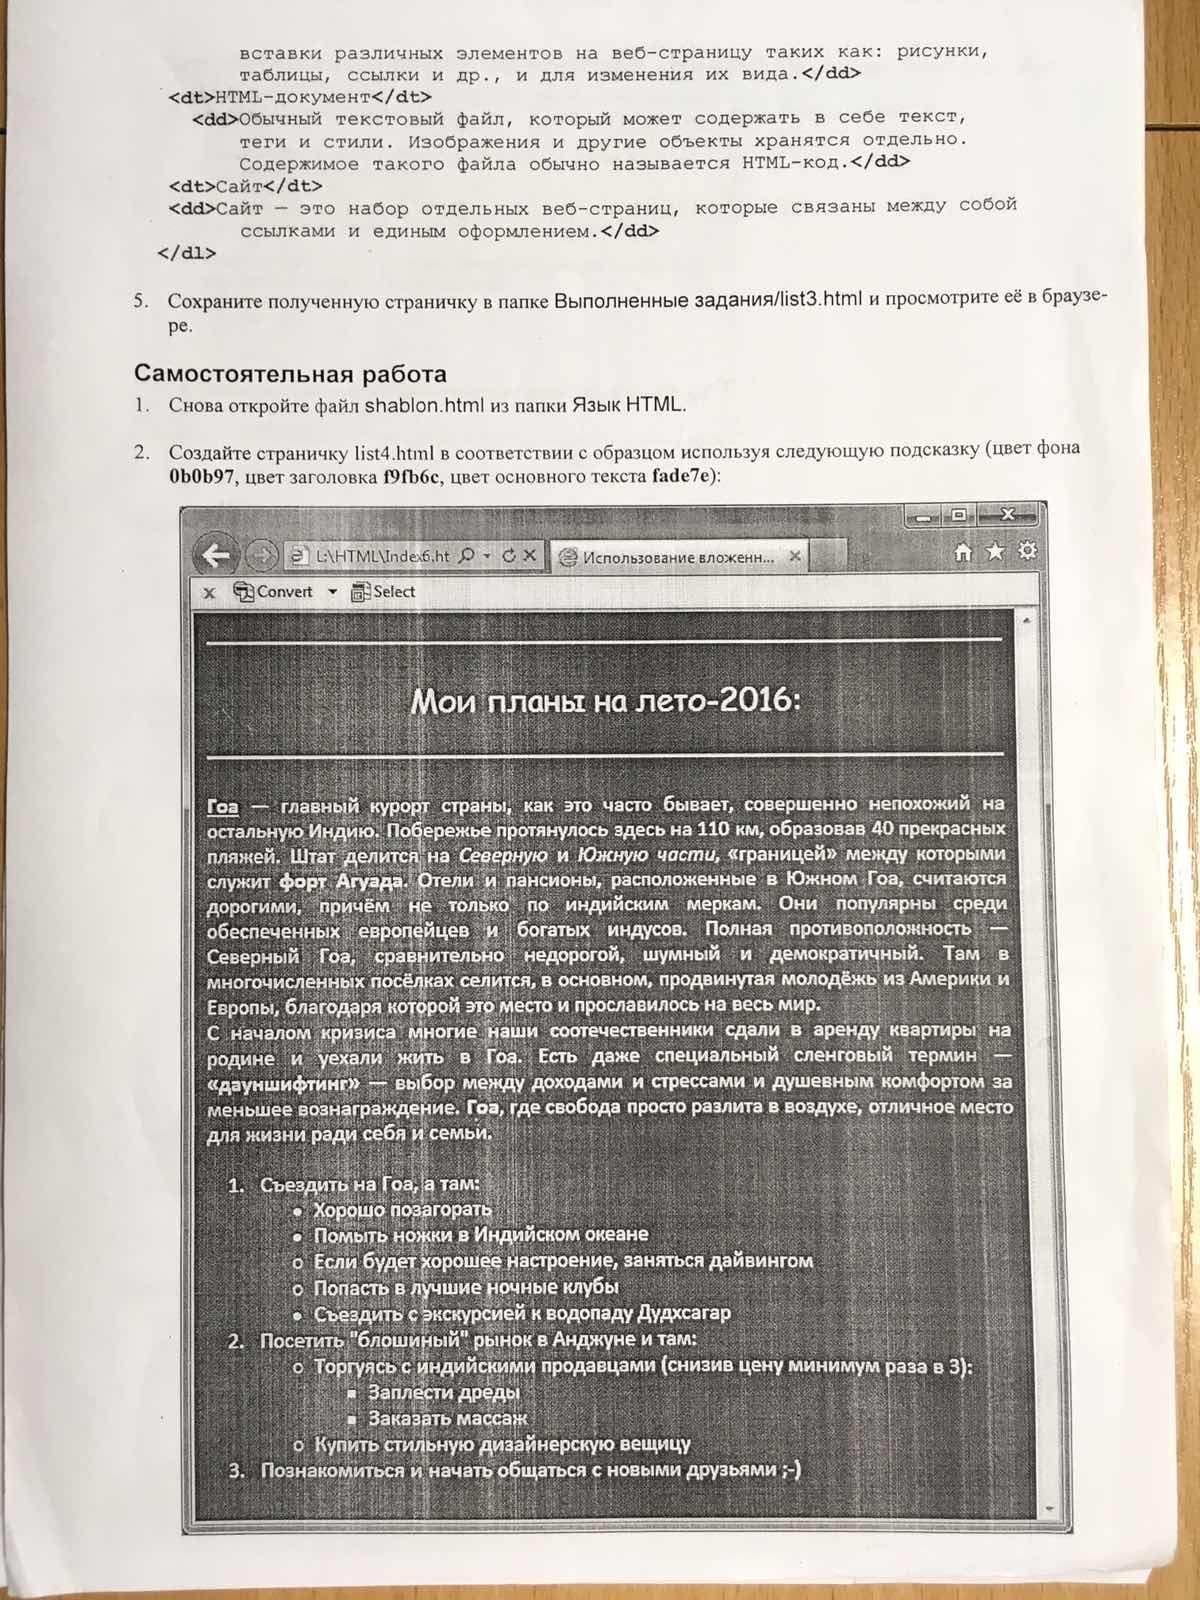 вставки различных элементов на веб-страницу таких как: рисунки,
таблицы, ссылки и др., и для изменения их вида.</dd>
<dt>HTML-документ</dt>
<dd>Обычный текстовый файл, который может содержать в себе текст,
теги и стили. Изображения и другие объекты хранятся отдельно.
Содержимое такого файла обычно называется HTML-код.</dd>
<dt>Сайт</dt>
<dd>Сайт — это набор отдельных веб-страниц, которые связаны между собой
ссылками и единым оформлением.</dd>
</dl>
5. Сохраните полученную страничку в папке Выполненные задания/list3.html и просмотрите её в браузе-
ре.
Самостоятельная работа
1. Снова откройте файл shablon.html из папки Язык HTML.
2. Создайте страничку list4.html в соответствии с образцом используя следующую подсказку (цвет фона
0b0b97, цвет заголовка f9fb6c, цвет основного текста fade7e):
L:\HTML\Index6.ht Использование вложенн...
x Convert Select
Мои планы на лето-2016:
Гоа — главный курорт страны, как это часто бывает, совершенно непохожий на
остальную Индию. Побережье протянулось здесь на 110 км, образовав 40 прекрасных
пляжей. Штат делится на Северную и Южную части, «границей» между которыми
служит форт Агуада. Отели и пансионы, расположенные в Южном Гоа, считаются
дорогими, причём не только по индийским меркам. Они популярны среди
обеспеченных европейцев и богатых индусов. Полная противоположность —
Северный Гоа, сравнительно недорогой, шумный и демократичный. Там в
многочисленных посёлках селится, в основном, продвинутая молодёжь из Америки и
Европы, благодаря которой это место и прославилось на весь мир.
С началом кризиса многие наши соотечественники сдали в аренду квартиры на
родине и уехали жить в Гоа. Есть даже специальный сленговый термин —
«дауншифтинг» — выбор между доходами и стрессами и душевным комфортом за
меньшее вознаграждение. Гоа, где свобода просто разлита в воздухе, отличное место
для жизни ради себя и семьи.
1. Съездить на Гоа, а там:
• Хорошо позагорать
• Помыть ножки в Индийском океане
○ Если будет хорошее настроение, заняться дайвингом
○ Попасть в лучшие ночные клубы
• Съездить с экскурсией к водопаду Дудхсагар
2. Посетить "блошиный" рынок в Анджуне и там:
○ Торгуясь с индийскими продавцами (снизив цену минимум раза в 3):
▪ Заплести дреды
▪ Заказать массаж
○ Купить стильную дизайнерскую вещицу
3. Познакомиться и начать общаться с новыми друзьями ;-)